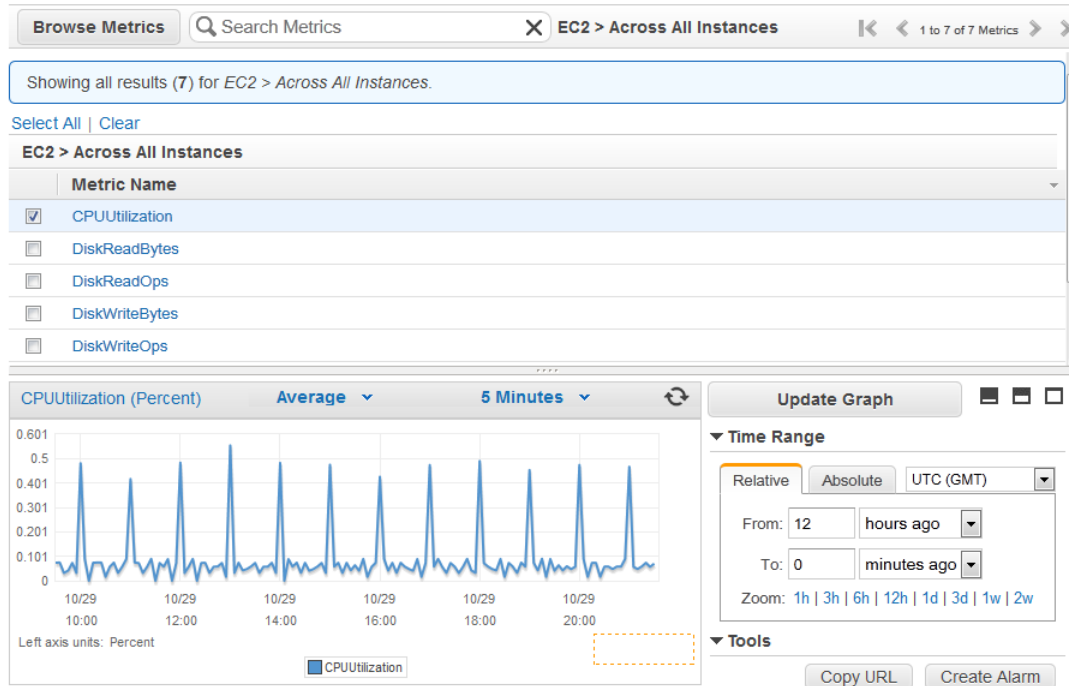 Browse Metrics Search Metrics EC2 > Across All Instances 1 to 7 of 7 Metrics
Showing all results (7) for EC2 > Across All Instances.
Select All | Clear
EC2 > Across All Instances
Metric Name
CPUUtilization
DiskReadBytes
DiskReadOps
DiskWriteBytes
DiskWriteOps
CPUUtilization (Percent) Average 5 Minutes
0.601
0.5
0.401
0.301
0.201
0.101
0
10/29 10/29 10/29 10/29 10/29 10/29
10:00 12:00 14:00 16:00 18:00 20:00
Left axis units: Percent
CPUUtilization
Update Graph
Time Range
Relative Absolute UTC (GMT)
From: 12 hours ago
To: 0 minutes ago
Zoom: 1h | 3h | 6h | 12h | 1d | 3d | 1w | 2w
Tools
Copy URL Create Alarm